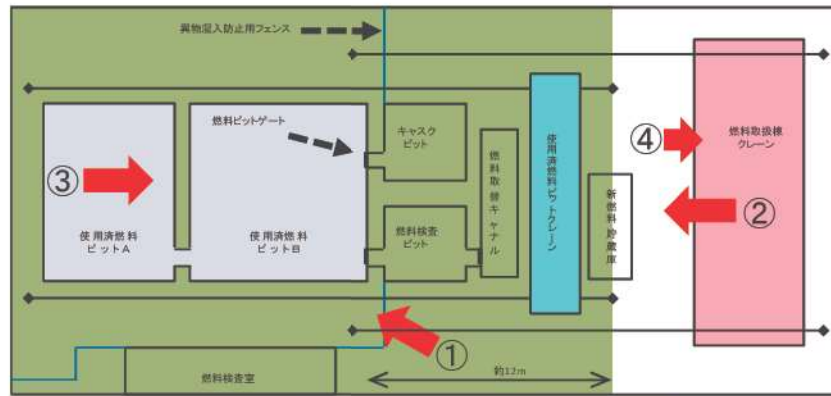 異物混入防止用フェンス
燃料ピットゲート
キャスク
ピット
燃料取替キャナル
使用済燃料ピットクレーン
④
燃料取扱棟
クレーン
③
②
使用済燃料
ピットA
使用済燃料
ピットB
燃料検査
ピット
新燃料貯蔵庫
①
燃料検査室
約12m